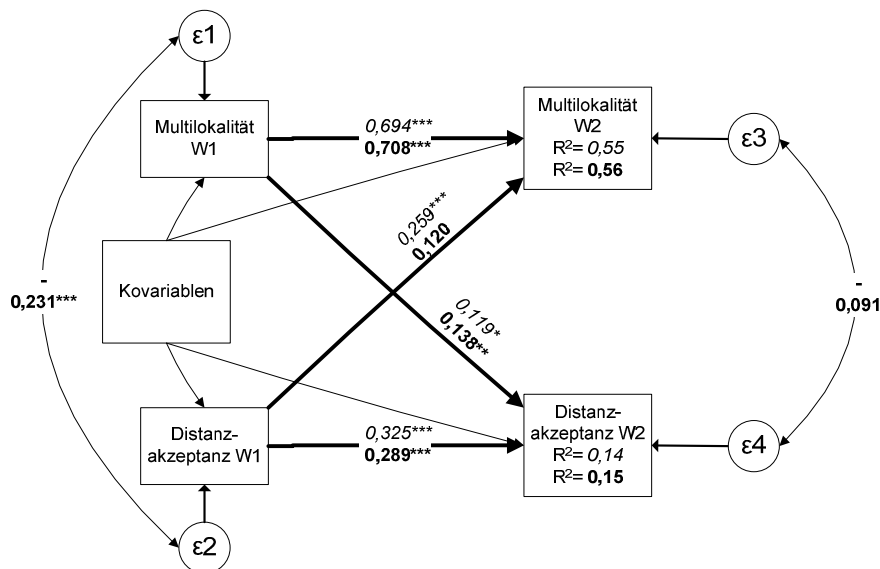 ε1
Multilokalität
W1
0,694***
0,708***
Multilokalität
W2
R²= 0,55
R²= 0,56
ε3
0,259***
0,120
Kovariablen
-
0,231***
-
0,091
0,119*
0,138**
Distanz-
akzeptanz W1
0,325***
0,289***
Distanz-
akzeptanz W2
R²= 0,14
R²= 0,15
ε4
ε2